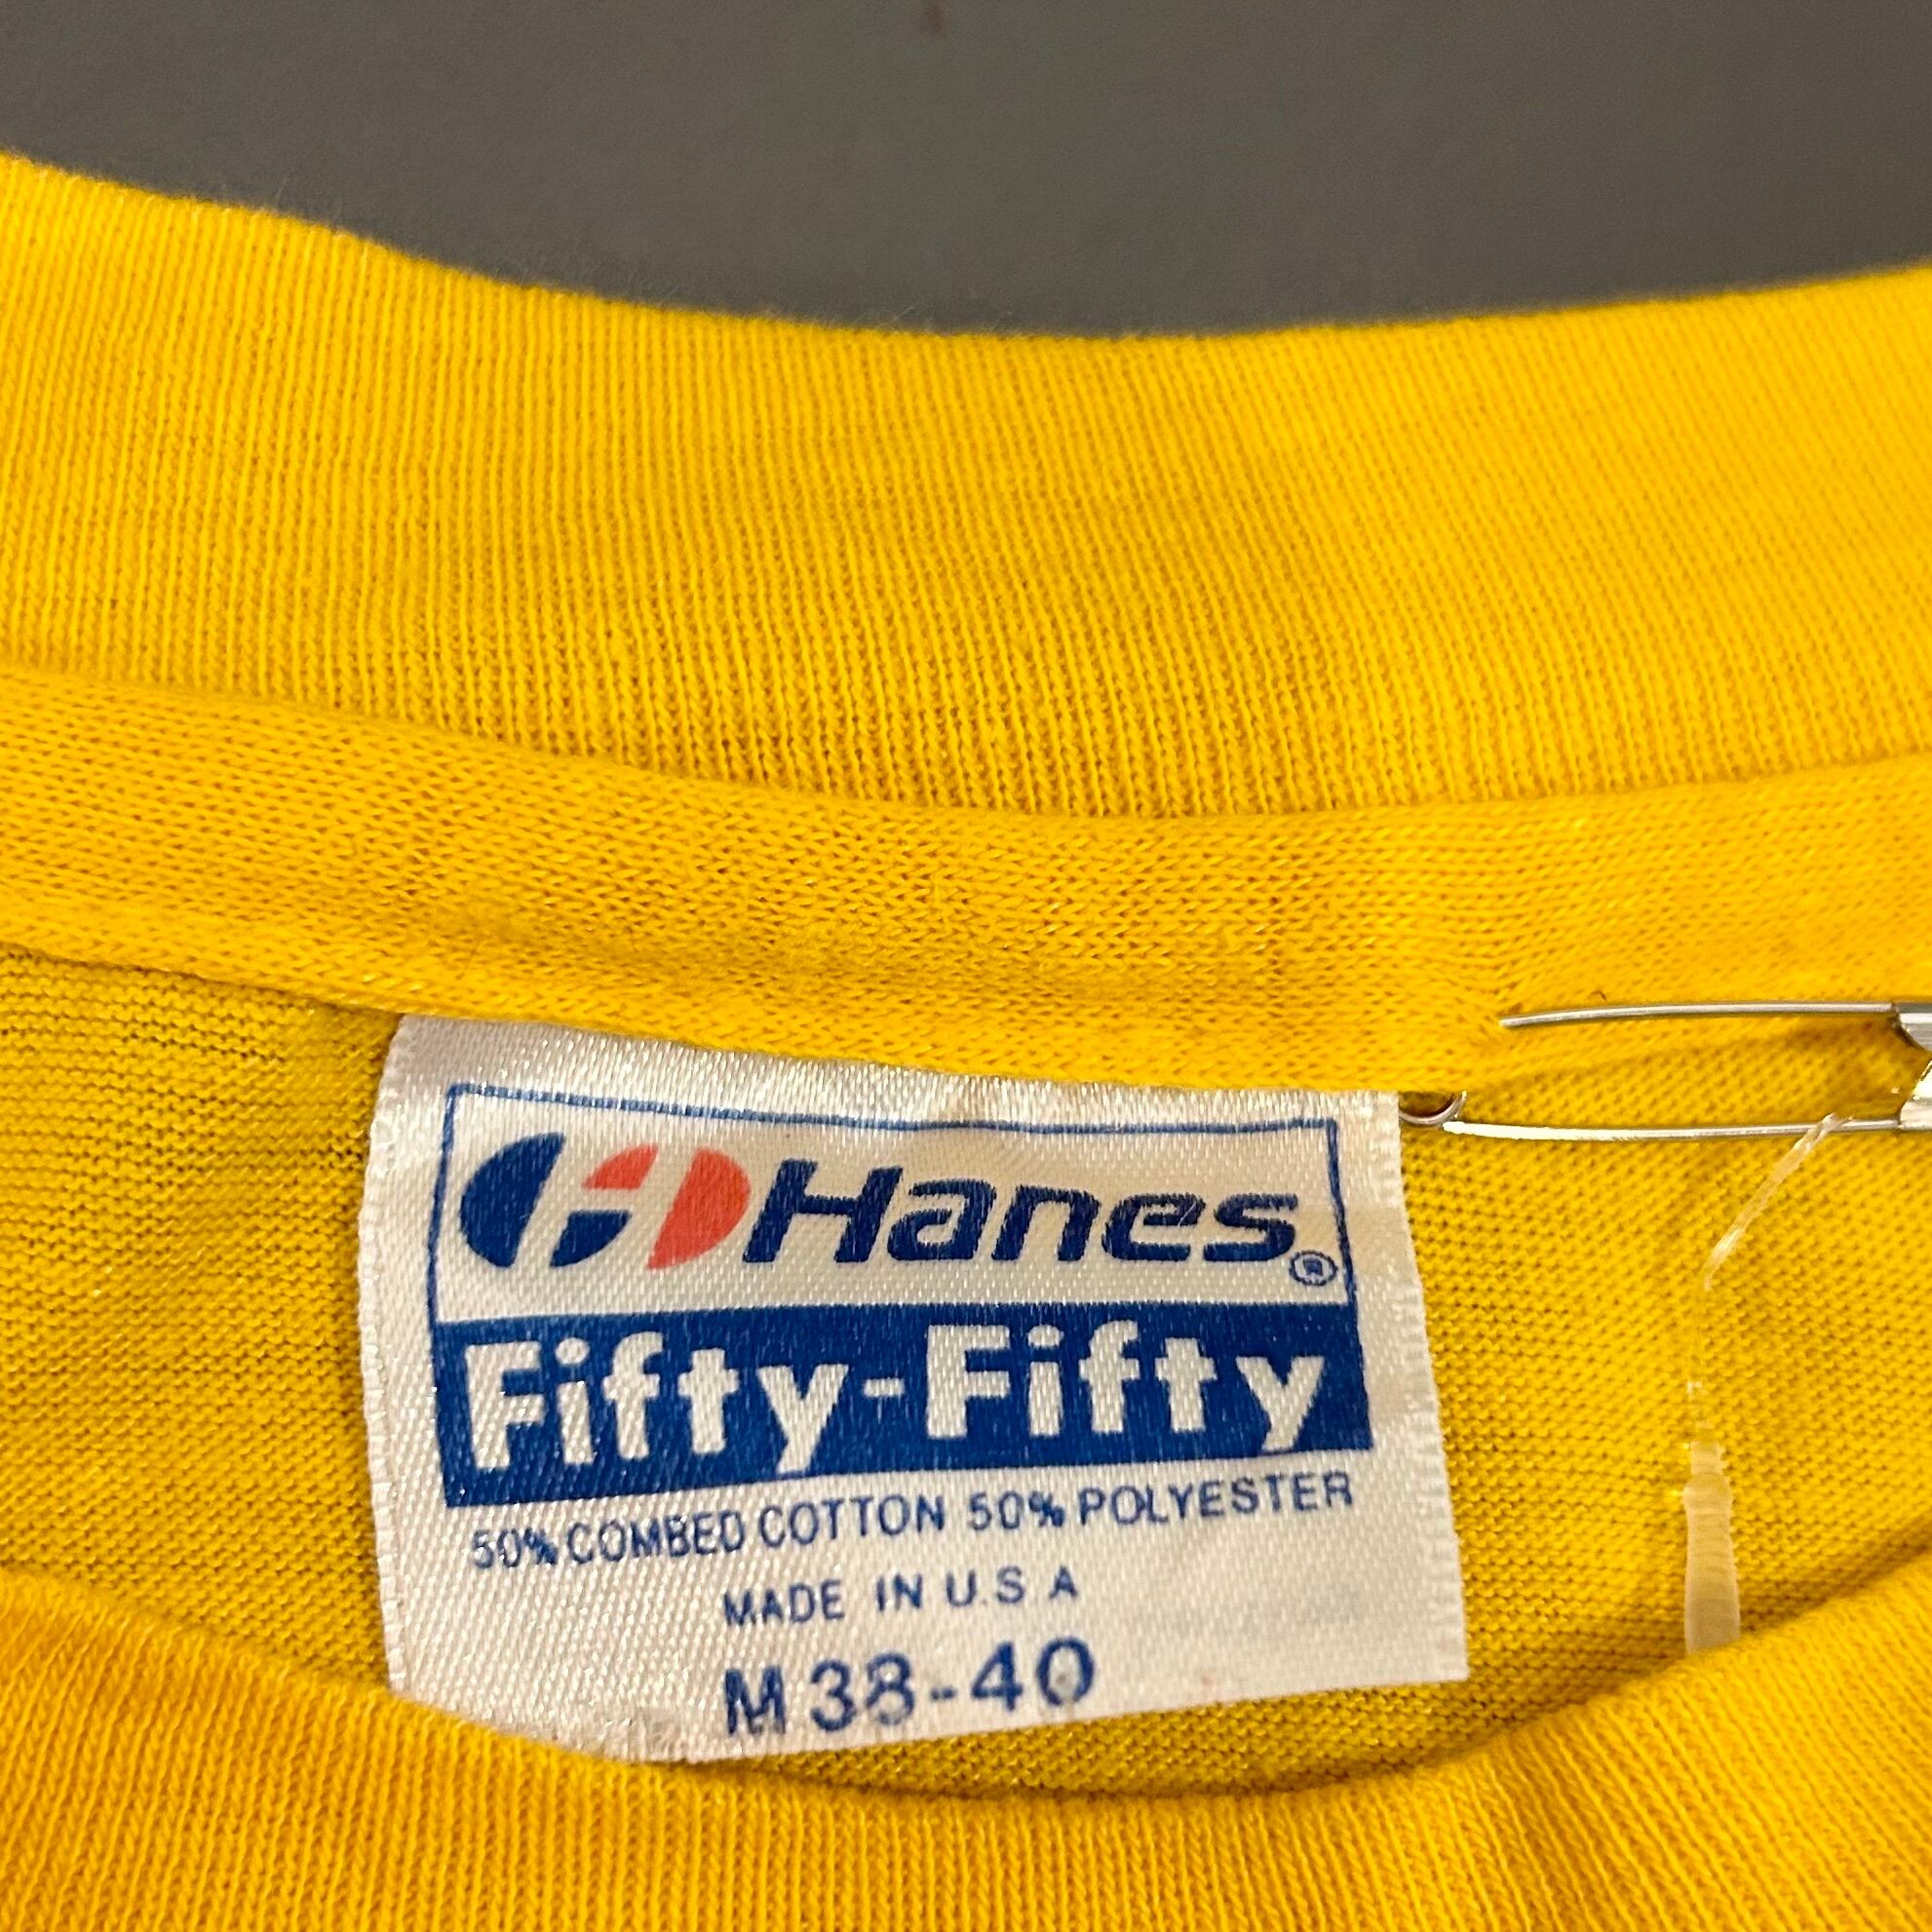 Hanes®
Fifty-Fifty
50% COMBED COTTON 50% POLYESTER
MADE IN U.S A
M 38-40